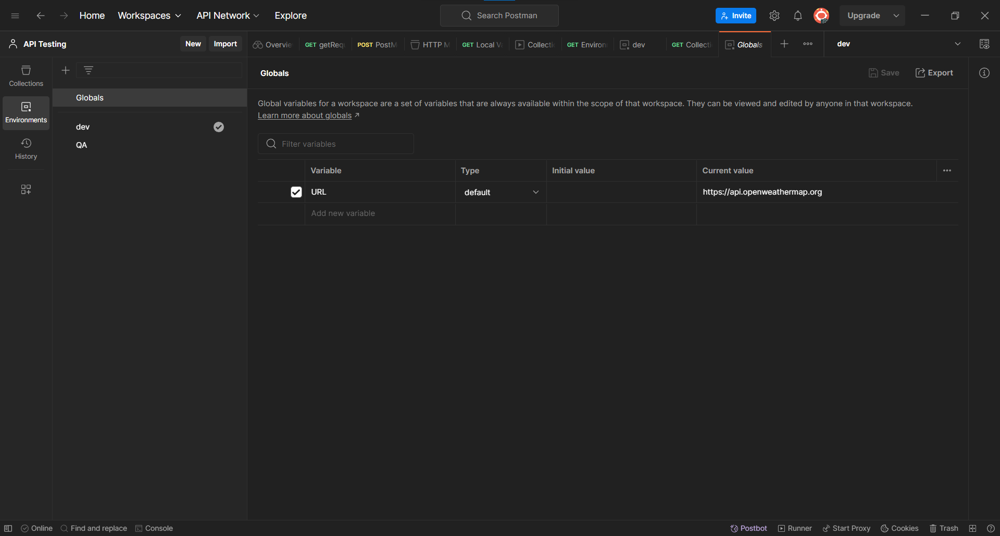 Home Workspaces API Network Explore Search Postman Invite Upgrade
API Testing New Import Overvie GET getRequ POST PostM HTTP M GET Local Va Collectio GET Environ dev GET Collecti Globals dev
Collections
Environments
History
Globals
dev
QA
Globals Save Export
Global variables for a workspace are a set of variables that are always available within the scope of that workspace. They can be viewed and edited by anyone in that workspace.
Learn more about globals ↗
Filter variables
Variable Type Initial value Current value
URL default https://api.openweathermap.org
Add new variable
Online Find and replace Console Postbot Runner Start Proxy Cookies Trash